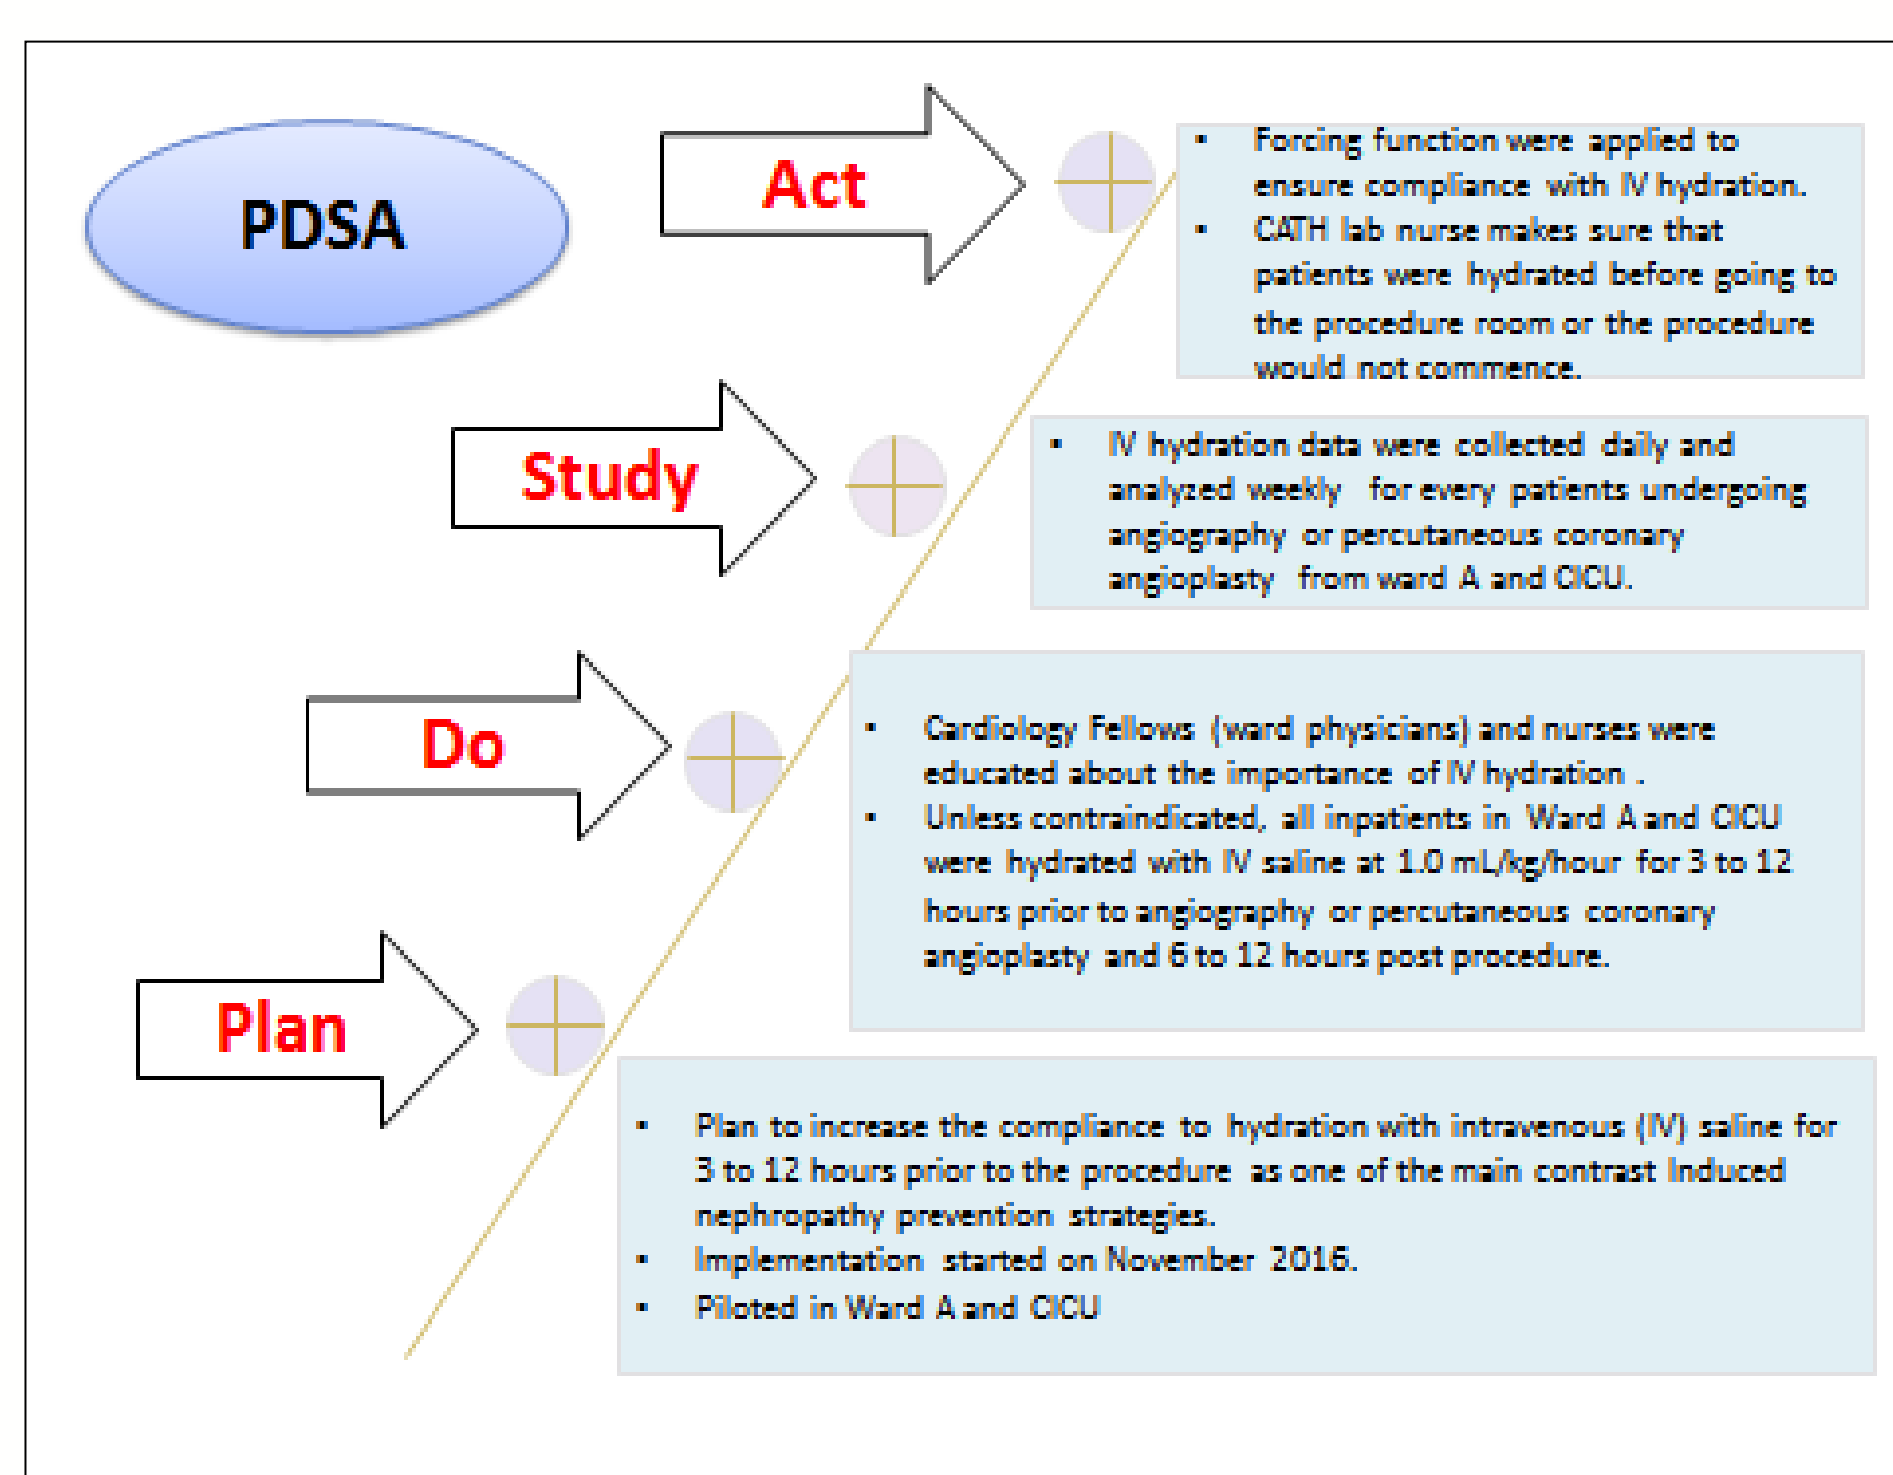 PDSA
Act
• Forcing function were applied to
ensure compliance with IV hydration.
• CATH lab nurse makes sure that
patients were hydrated before going to
the procedure room or the procedure
would not commence.
Study
• IV hydration data were collected daily and
analyzed weekly for every patients undergoing
angiography or percutaneous coronary
angioplasty from ward A and CICU.
Do
• Cardiology Fellows (ward physicians) and nurses were
educated about the importance of IV hydration .
• Unless contraindicated, all inpatients in Ward A and CICU
were hydrated with IV saline at 1.0 mL/kg/hour for 3 to 12
hours prior to angiography or percutaneous coronary
angioplasty and 6 to 12 hours post procedure.
Plan
• Plan to increase the compliance to hydration with intravenous (IV) saline for
3 to 12 hours prior to the procedure as one of the main contrast Induced
nephropathy prevention strategies.
• Implementation started on November 2016.
• Piloted in Ward A and CICU